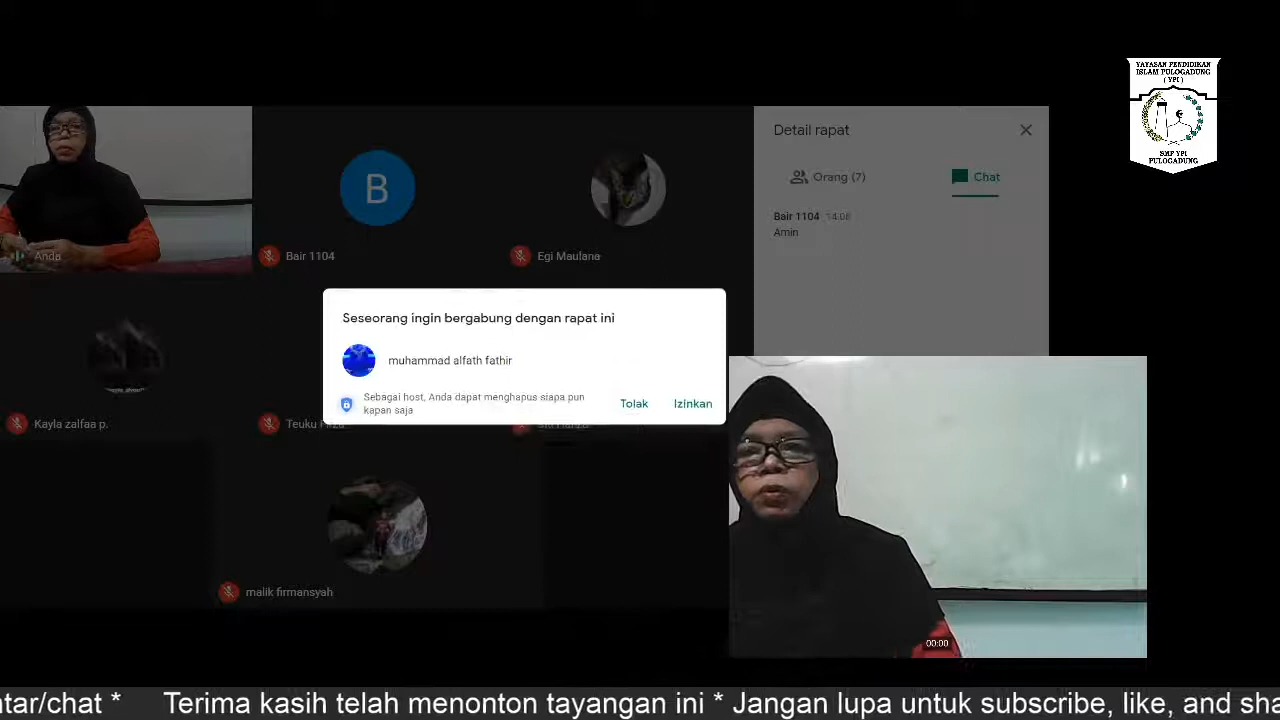 YAYASAN PENDIDIKAN
ISLAM PULOGADUNG
( YPI )
SMP YPI
PULOGADUNG
Detail rapat
Orang (7)
Chat
Bair 1104 14:08
Amin
Anda
B
Bair 1104
Egi Maulana
Seseorang ingin bergabung dengan rapat ini
muhammad alfath fathir
Sebagai host, Anda dapat menghapus siapa pun
kapan saja
Tolak
Izinkan
Kayla zalfaa p.
Teuku
malik firmansyah
00:00
ntar/chat * Terima kasih telah menonton tayangan ini * Jangan lupa untuk subscribe, like, and sha